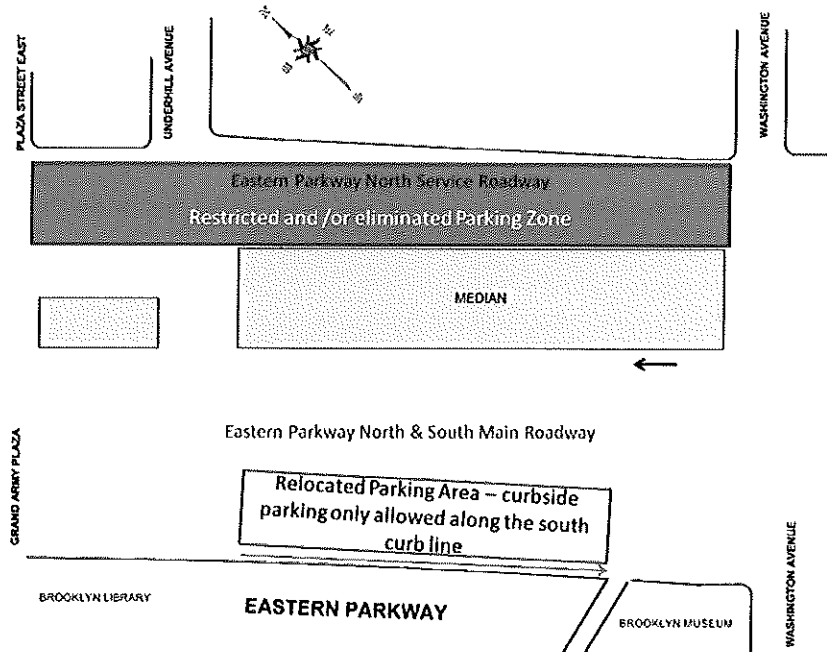 PLAZA STREET EAST
UNDERHILL AVENUE
WASHINGTON AVENUE
Eastern Parkway North Service Roadway
Restricted and /or eliminated Parking Zone
MEDIAN
Eastern Parkway North & South Main Roadway
GRAND ARMY PLAZA
Relocated Parking Area – curbside
parking only allowed along the south
curb line
BROOKLYN LIBRARY
EASTERN PARKWAY
BROOKLYN MUSEUM
WASHINGTON AVENUE